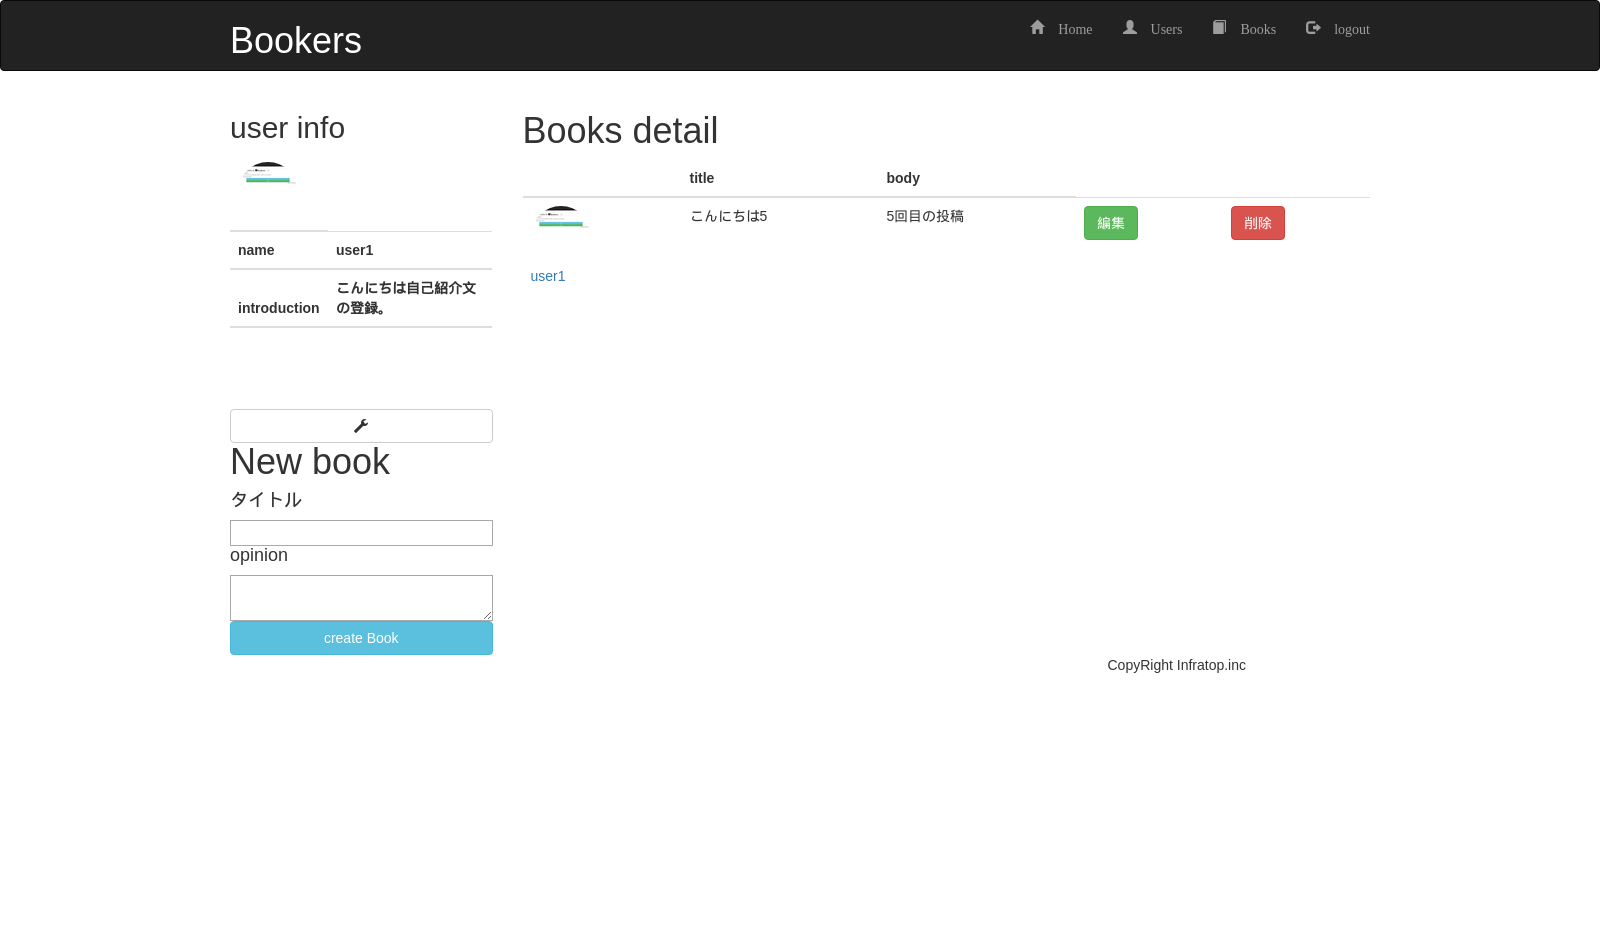 Bookers
Home Users Books logout
user info
name user1
introduction こんにちは自己紹介文
の登録。
New book
タイトル
opinion
create Book
Books detail
title body
こんにちは5 5回目の投稿 編集 削除
user1
CopyRight Infratop.inc